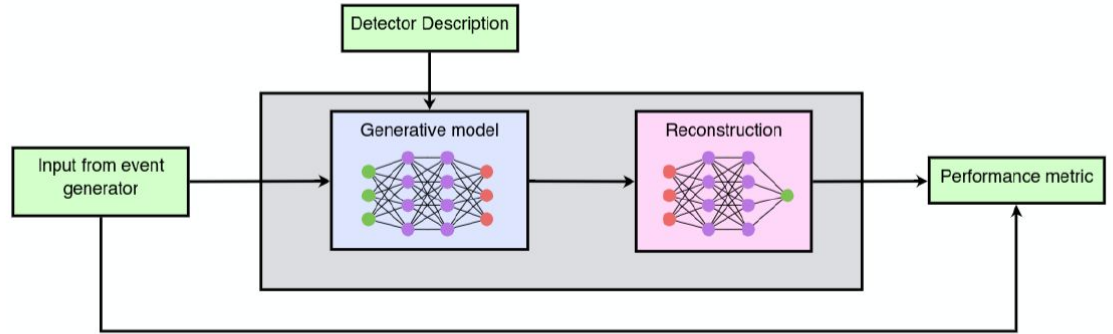 Detector Description
Generative model
Reconstruction
Input from event
generator
Performance metric